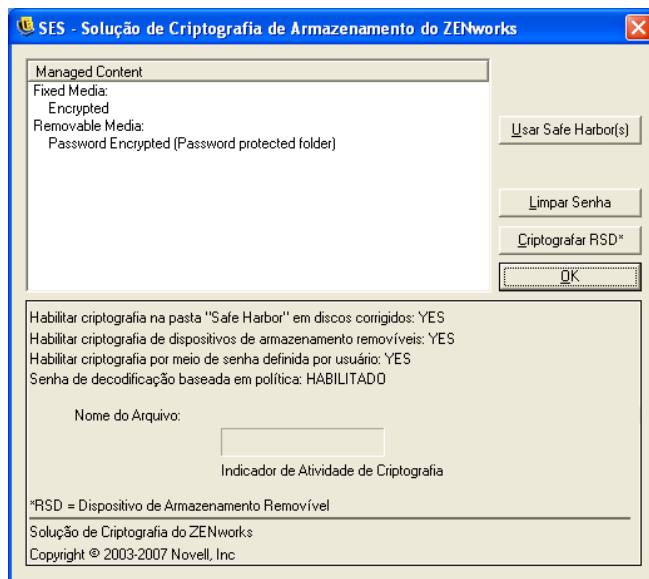 SES - Solução de Criptografia de Armazenamento do ZENworks
Managed Content
Fixed Media:
Encrypted
Removable Media:
Password Encrypted (Password protected folder)
Usar Safe Harbor(s)
Limpar Senha
Criptografar RSD*
OK
Habilitar criptografia na pasta "Safe Harbor" em discos corrigidos: YES
Habilitar criptografia de dispositivos de armazenamento removíveis: YES
Habilitar criptografia por meio de senha definida por usuário: YES
Senha de decodificação baseada em política: HABILITADO
Nome do Arquivo:
Indicador de Atividade de Criptografia
*RSD = Dispositivo de Armazenamento Removível
Solução de Criptografia do ZENworks
Copyright © 2003-2007 Novell, Inc